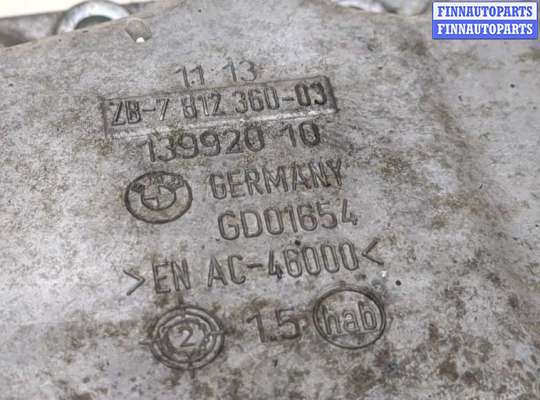 FINNAUTOPARTS
FINNAUTOPARTS
11 13
ZB-7 812 360-03
139920 10
GERMANY
GD01654
>EN AC-46000<
2 1.5 hab